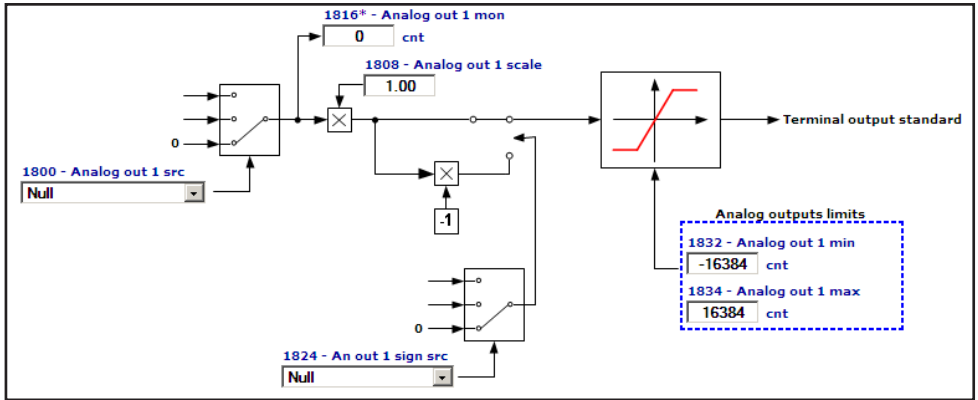 1816* - Analog out 1 mon
0 cnt
1808 - Analog out 1 scale
1.00
0
Terminal output standard
1800 - Analog out 1 src
Null
-1
Analog outputs limits
1832 - Analog out 1 min
-16384 cnt
1834 - Analog out 1 max
16384 cnt
0
1824 - An out 1 sign src
Null